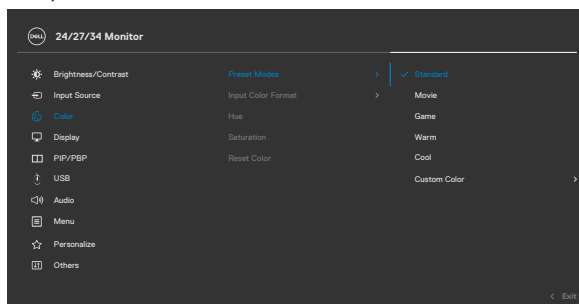 DELL 24/27/34 Monitor
Brightness/Contrast
Input Source
Color
Display
PIP/PBP
USB
Audio
Menu
Personalize
Others
Preset Modes >
Input Color Format >
Hue
Saturation
Reset Color
✓ Standard
Movie
Game
Warm
Cool
Custom Color >
< Exit